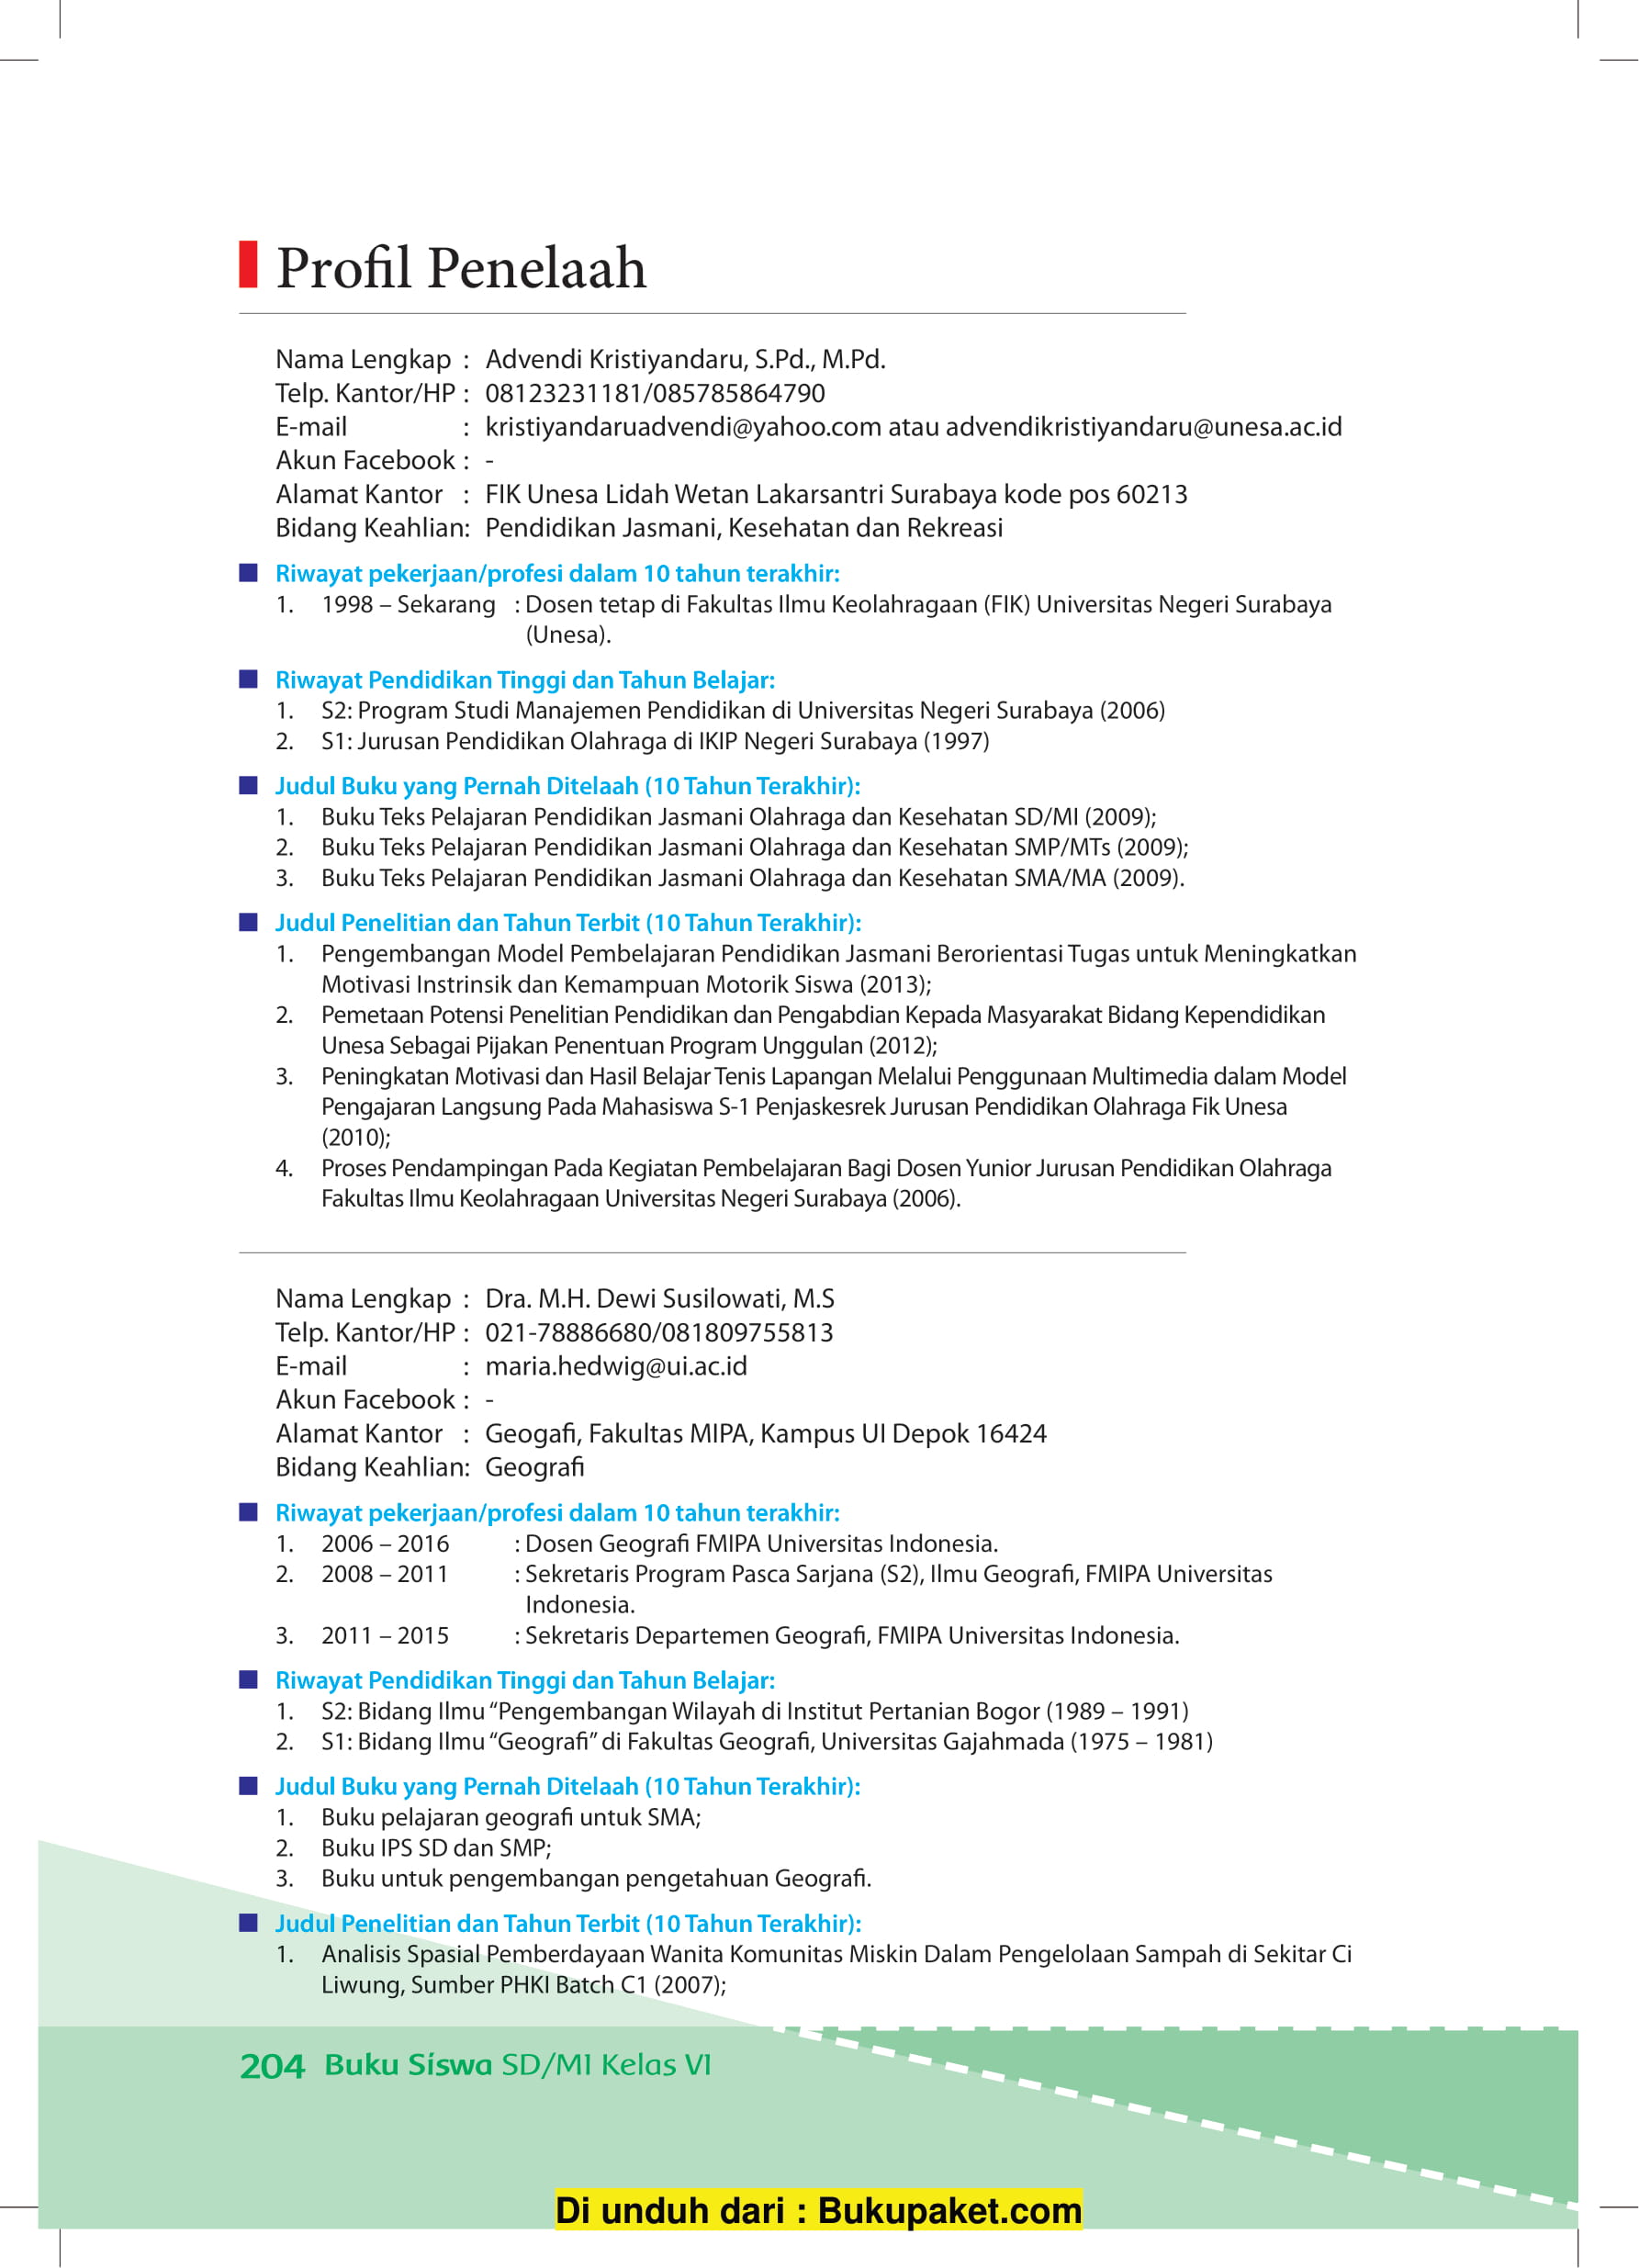 Profil Penelaah
Nama Lengkap : Advendi Kristiyandaru, S.Pd., M.Pd.
Telp. Kantor/HP : 08123231181/085785864790
E-mail : kristiyandaruadvendi@yahoo.com atau advendikristiyandaru@unesa.ac.id
Akun Facebook : -
Alamat Kantor : FIK Unesa Lidah Wetan Lakarsantri Surabaya kode pos 60213
Bidang Keahlian: Pendidikan Jasmani, Kesehatan dan Rekreasi
Riwayat pekerjaan/profesi dalam 10 tahun terakhir:
1. 1998 – Sekarang : Dosen tetap di Fakultas Ilmu Keolahragaan (FIK) Universitas Negeri Surabaya
(Unesa).
Riwayat Pendidikan Tinggi dan Tahun Belajar:
1. S2: Program Studi Manajemen Pendidikan di Universitas Negeri Surabaya (2006)
2. S1: Jurusan Pendidikan Olahraga di IKIP Negeri Surabaya (1997)
Judul Buku yang Pernah Ditelaah (10 Tahun Terakhir):
1. Buku Teks Pelajaran Pendidikan Jasmani Olahraga dan Kesehatan SD/MI (2009);
2. Buku Teks Pelajaran Pendidikan Jasmani Olahraga dan Kesehatan SMP/MTs (2009);
3. Buku Teks Pelajaran Pendidikan Jasmani Olahraga dan Kesehatan SMA/MA (2009).
Judul Penelitian dan Tahun Terbit (10 Tahun Terakhir):
1. Pengembangan Model Pembelajaran Pendidikan Jasmani Berorientasi Tugas untuk Meningkatkan
Motivasi Instrinsik dan Kemampuan Motorik Siswa (2013);
2. Pemetaan Potensi Penelitian Pendidikan dan Pengabdian Kepada Masyarakat Bidang Kependidikan
Unesa Sebagai Pijakan Penentuan Program Unggulan (2012);
3. Peningkatan Motivasi dan Hasil Belajar Tenis Lapangan Melalui Penggunaan Multimedia dalam Model
Pengajaran Langsung Pada Mahasiswa S-1 Penjaskesrek Jurusan Pendidikan Olahraga Fik Unesa
(2010);
4. Proses Pendampingan Pada Kegiatan Pembelajaran Bagi Dosen Yunior Jurusan Pendidikan Olahraga
Fakultas Ilmu Keolahragaan Universitas Negeri Surabaya (2006).
Nama Lengkap : Dra. M.H. Dewi Susilowati, M.S
Telp. Kantor/HP : 021-78886680/081809755813
E-mail : maria.hedwig@ui.ac.id
Akun Facebook : -
Alamat Kantor : Geogafi, Fakultas MIPA, Kampus UI Depok 16424
Bidang Keahlian: Geografi
Riwayat pekerjaan/profesi dalam 10 tahun terakhir:
1. 2006 – 2016 : Dosen Geografi FMIPA Universitas Indonesia.
2. 2008 – 2011 : Sekretaris Program Pasca Sarjana (S2), Ilmu Geografi, FMIPA Universitas
Indonesia.
3. 2011 – 2015 : Sekretaris Departemen Geografi, FMIPA Universitas Indonesia.
Riwayat Pendidikan Tinggi dan Tahun Belajar:
1. S2: Bidang Ilmu “Pengembangan Wilayah di Institut Pertanian Bogor (1989 – 1991)
2. S1: Bidang Ilmu “Geografi” di Fakultas Geografi, Universitas Gajahmada (1975 – 1981)
Judul Buku yang Pernah Ditelaah (10 Tahun Terakhir):
1. Buku pelajaran geografi untuk SMA;
2. Buku IPS SD dan SMP;
3. Buku untuk pengembangan pengetahuan Geografi.
Judul Penelitian dan Tahun Terbit (10 Tahun Terakhir):
1. Analisis Spasial Pemberdayaan Wanita Komunitas Miskin Dalam Pengelolaan Sampah di Sekitar Ci
Liwung, Sumber PHKI Batch C1 (2007);
204 Buku Siswa SD/MI Kelas VI
Di unduh dari : Bukupaket.com